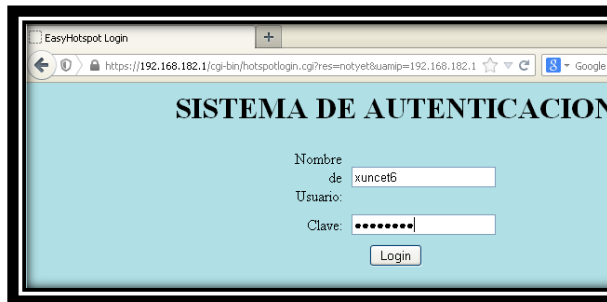 EasyHotspot Login
https://192.168.182.1/cgi-bin/hotspotlogin.cgi?res=notyet&uamip=192.168.182.1
Google
SISTEMA DE AUTENTICACION
Nombre
de
Usuario:
xuncet6
Clave:
Login